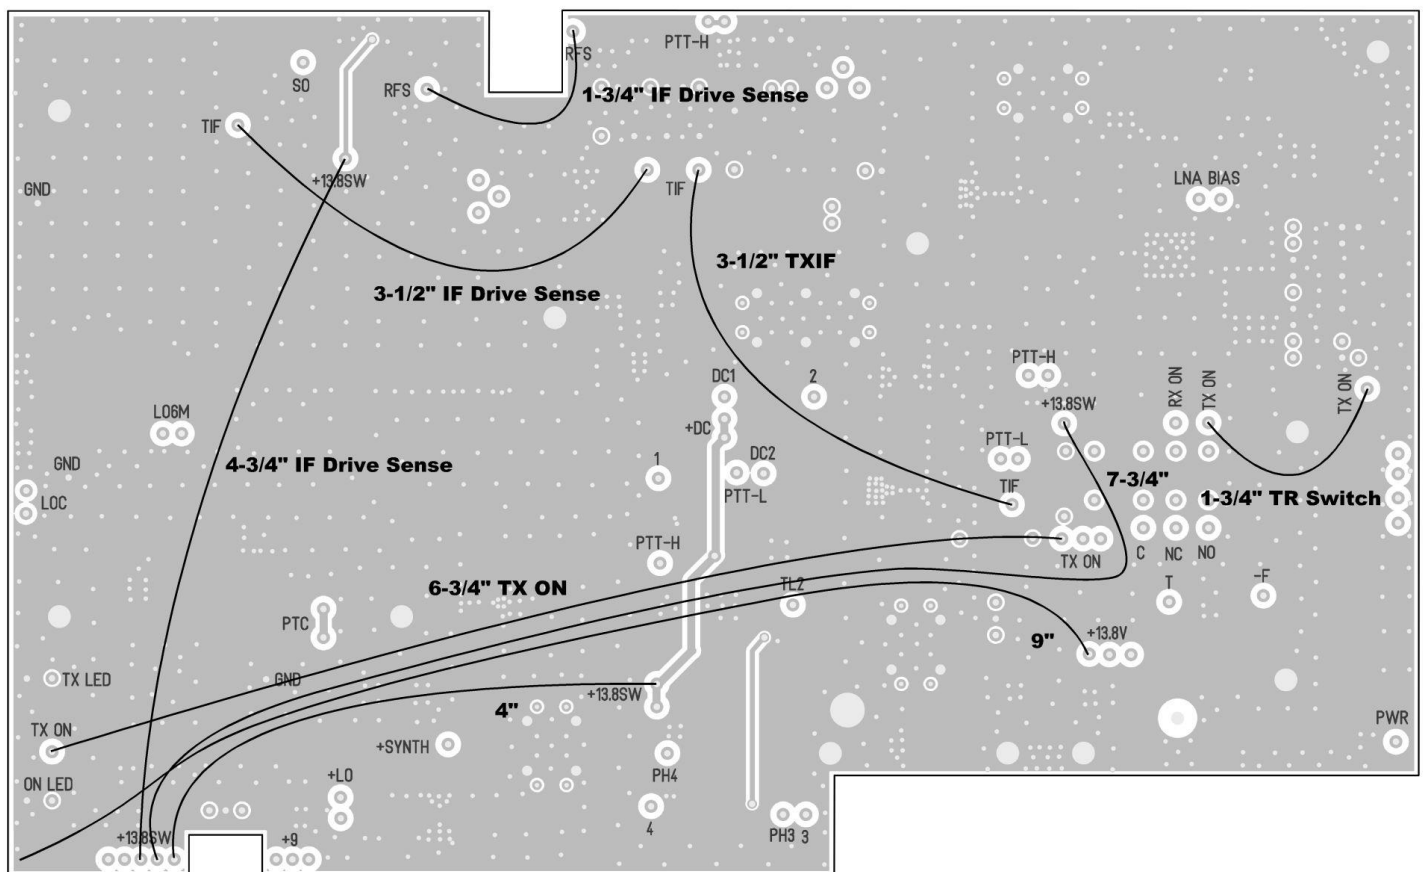 PTT-H
RFS
SO
RFS
1-3/4" IF Drive Sense
TIF
+13.8SW
TIF
LNA BIAS
GND
3-1/2" TXIF
3-1/2" IF Drive Sense
PTT-H
DC1
2
RX ON
TX ON
TX ON
+13.8SW
LO6M
+DC
PTT-L
GND
4-3/4" IF Drive Sense
1
DC2
PTT-L
TIF
7-3/4"
1-3/4" TR Switch
LOC
PTT-H
TX ON
C
NC
NO
6-3/4" TX ON
TL2
T
-F
PTC
+13.8V
9"
TX LED
GND
+13.8SW
4"
TX ON
+SYNTH
PWR
PH4
ON LED
+LO
4
PH3
3
+13.8SW
+9